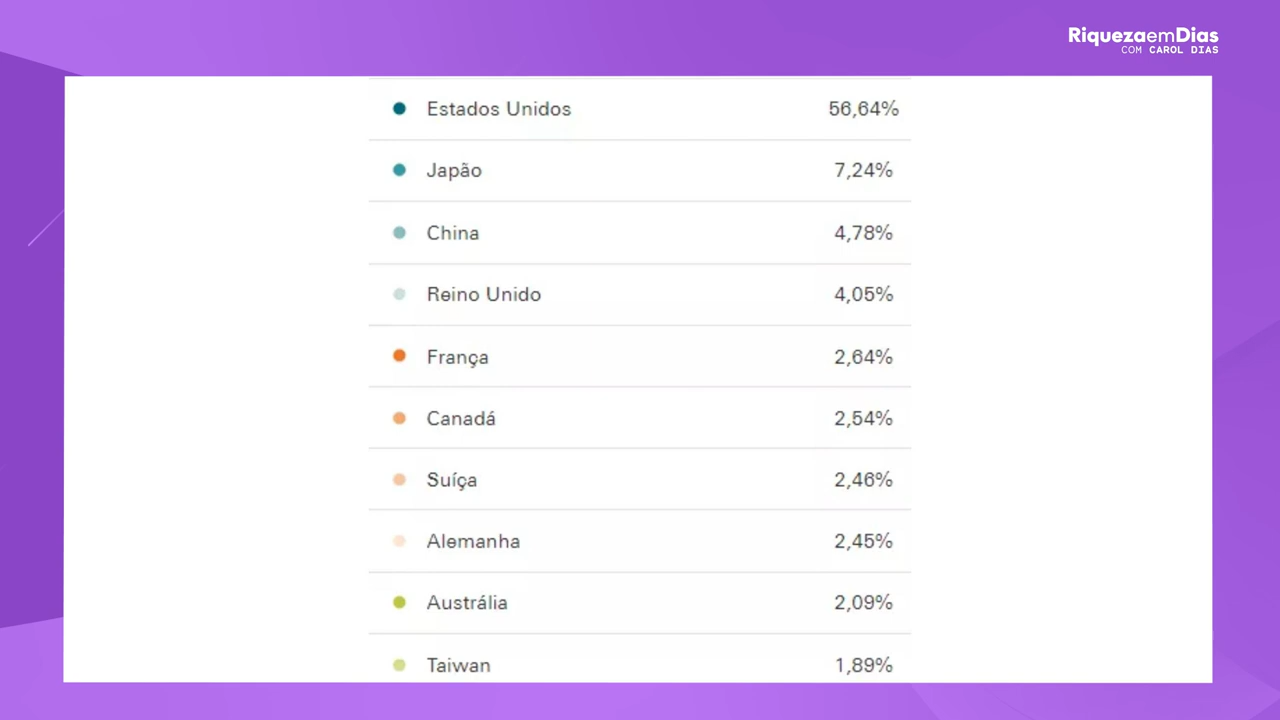 RiquezaemDias
COM CAROL DIAS
Estados Unidos 56,64%
Japão 7,24%
China 4,78%
Reino Unido 4,05%
França 2,64%
Canadá 2,54%
Suíça 2,46%
Alemanha 2,45%
Austrália 2,09%
Taiwan 1,89%